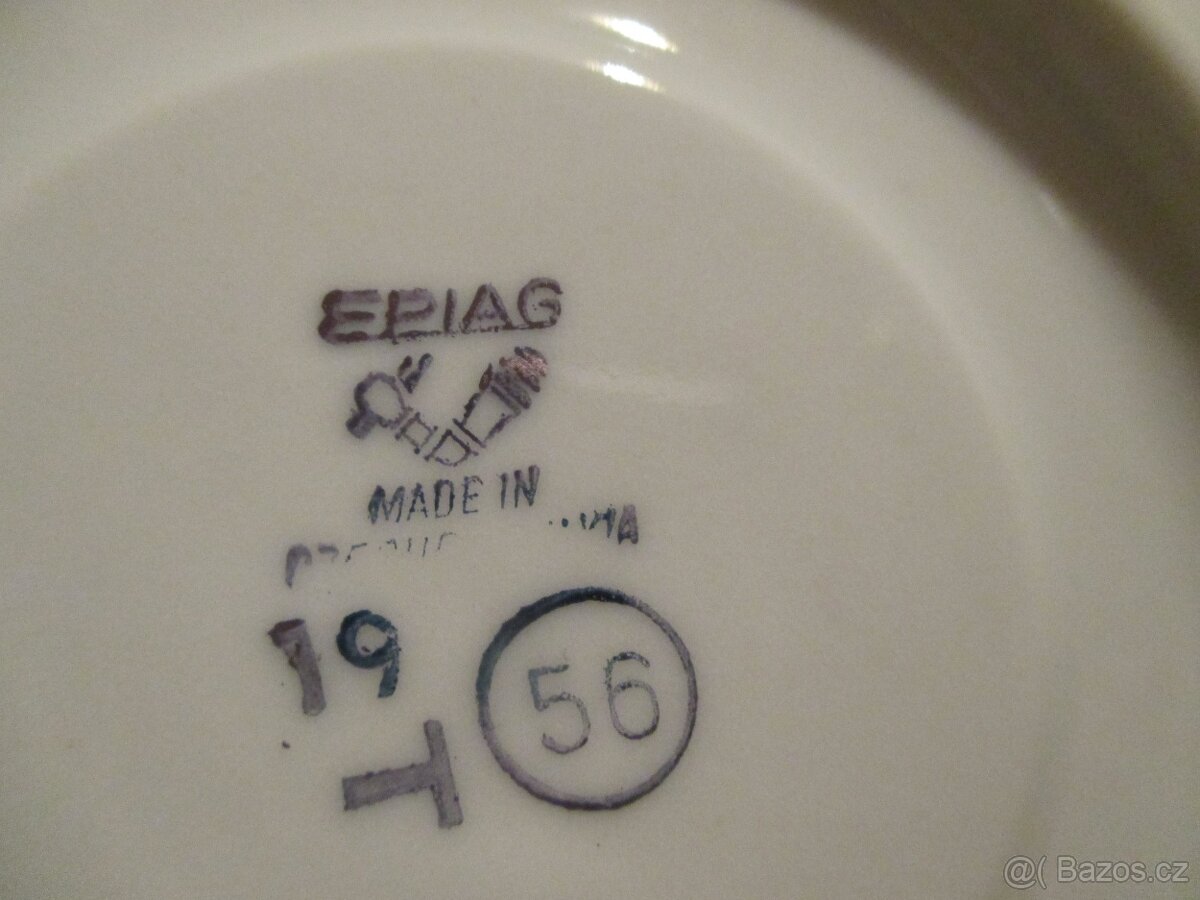 EPIAG
MADE IN
19
56
T
@( Bazos.cz